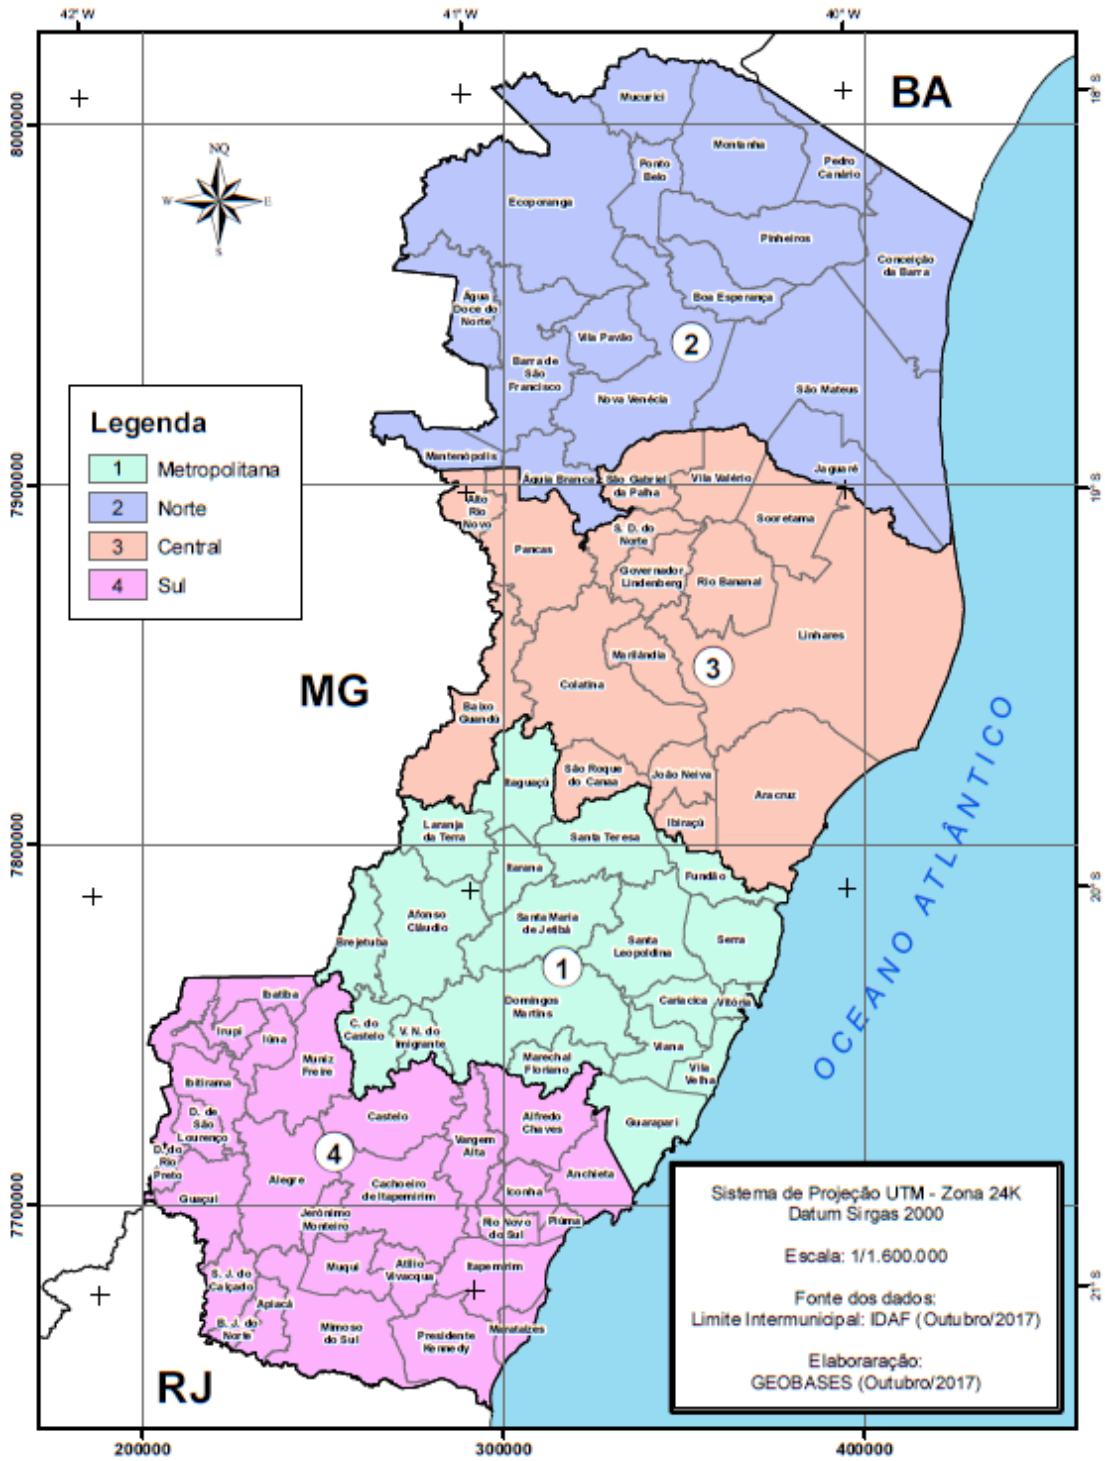 42°W
41°W
40°W
BA
18°S
8000000
NQ
W
E
S
Mucurici
Montanha
Ponto
Belo
Pedro
Canário
Ecoporanga
Pinheiros
Conceição
da Barra
Água
Doce do
Norte
Boa Esperança
Vila Pavão
2
Barra de
São
Francisco
Nova Venécia
São Mateus
Legenda
1 Metropolitana
2 Norte
3 Central
4 Sul
Mantenópolis
Águia Branca
São Gabriel
da Palha
Vila Valério
Jaguaré
7900000
19°S
Alto
Rio
Novo
Sooretama
S. D. do
Norte
Pancas
Governador
Lindenberg
Rio Bananal
Linhares
Marilândia
3
MG
Colatina
Baixo
Guandú
OCEANO ATLÂNTICO
Itaguaçú
São Roque
do Canaa
João Neiva
Aracruz
Ibiraçú
Laranja
da Terra
Santa Teresa
7800000
Itarana
Fundão
20°S
Afonso
Cláudio
Santa Maria
de Jetibá
Brejetuba
Santa
Leopoldina
Serra
1
Ibatiba
Domingos
Martins
Cariacica
Vitória
Irupi
Iúna
C. do
Castelo
V. N. do
Imigrante
Viana
Muniz
Freire
Marechal
Floriano
Vila
Velha
Ibitirama
D. de
São
Lourenço
Castelo
Alfredo
Chaves
Guarapari
Vargem
Alta
4
D. do
Rio
Preto
Guaçuí
Alegre
Cachoeiro
de Itapemirim
Anchieta
Iconha
7700000
Jerônimo
Monteiro
Rio Novo
do Sul
Piúma
Muqui
Atílio
Vivacqua
Itapemirim
S. J. do
Calçado
21°S
Apiacá
B. J. do
Norte
Mimoso
do Sul
Presidente
Kennedy
Marataízes
RJ
Sistema de Projeção UTM - Zona 24K
Datum Sirgas 2000
Escala: 1/1.600.000
Fonte dos dados:
Limite Intermunicipal: IDAF (Outubro/2017)
Elaboraração:
GEOBASES (Outubro/2017)
200000
300000
400000